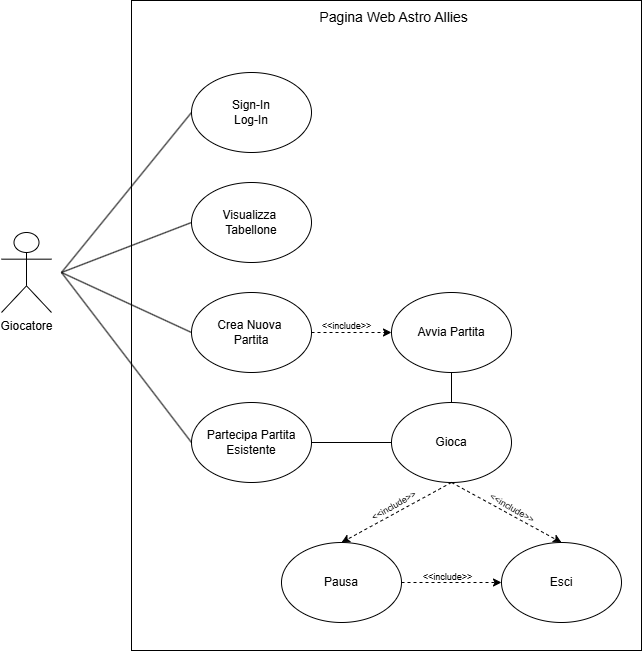 Pagina Web Astro Allies
Sign-In
Log-In
Visualizza
Tabellone
Giocatore
Crea Nuova
Partita
<<include>>
Avvia Partita
Partecipa Partita
Esistente
Gioca
<<include>>
<<include>>
Pausa
<<include>>
Esci